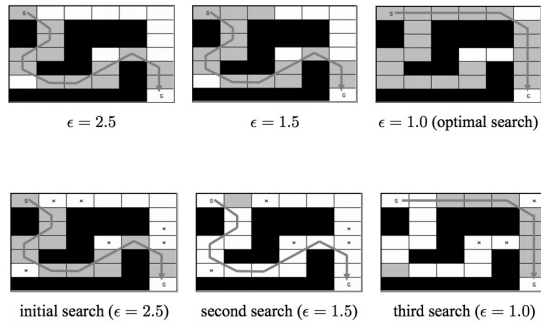 S
S
S
G
G
G
ϵ = 2.5
ϵ = 1.5
ϵ = 1.0 (optimal search)
S × ×
S ×
S ×
×
× ×
×
× ×
× ×
×
×
G
G
G
initial search (ϵ = 2.5)
second search (ϵ = 1.5)
third search (ϵ = 1.0)